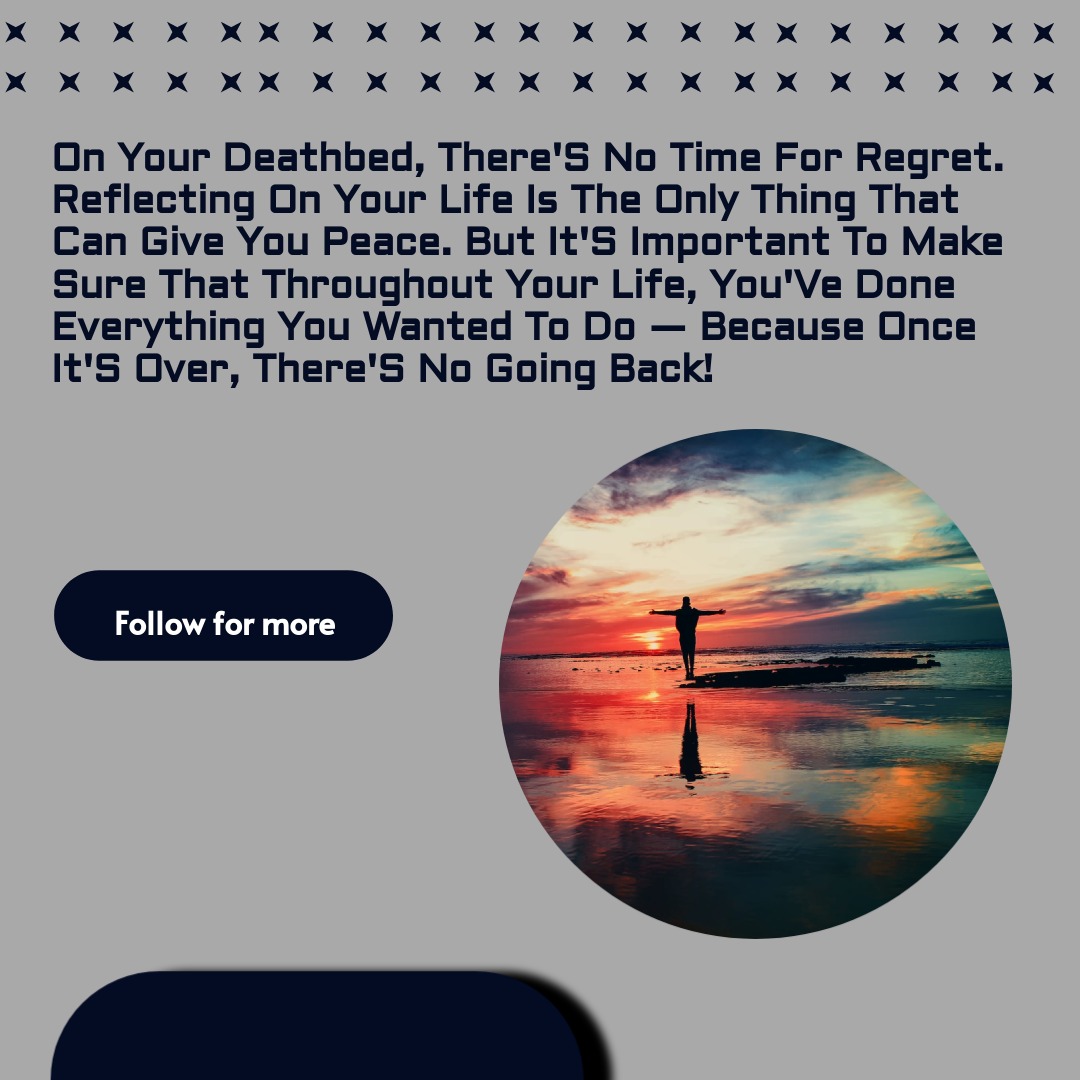 On Your Deathbed, There'S No Time For Regret.
Reflecting On Your Life Is The Only Thing That
Can Give You Peace. But It'S Important To Make
Sure That Throughout Your Life, You'Ve Done
Everything You Wanted To Do — Because Once
It'S Over, There'S No Going Back!
Follow for more